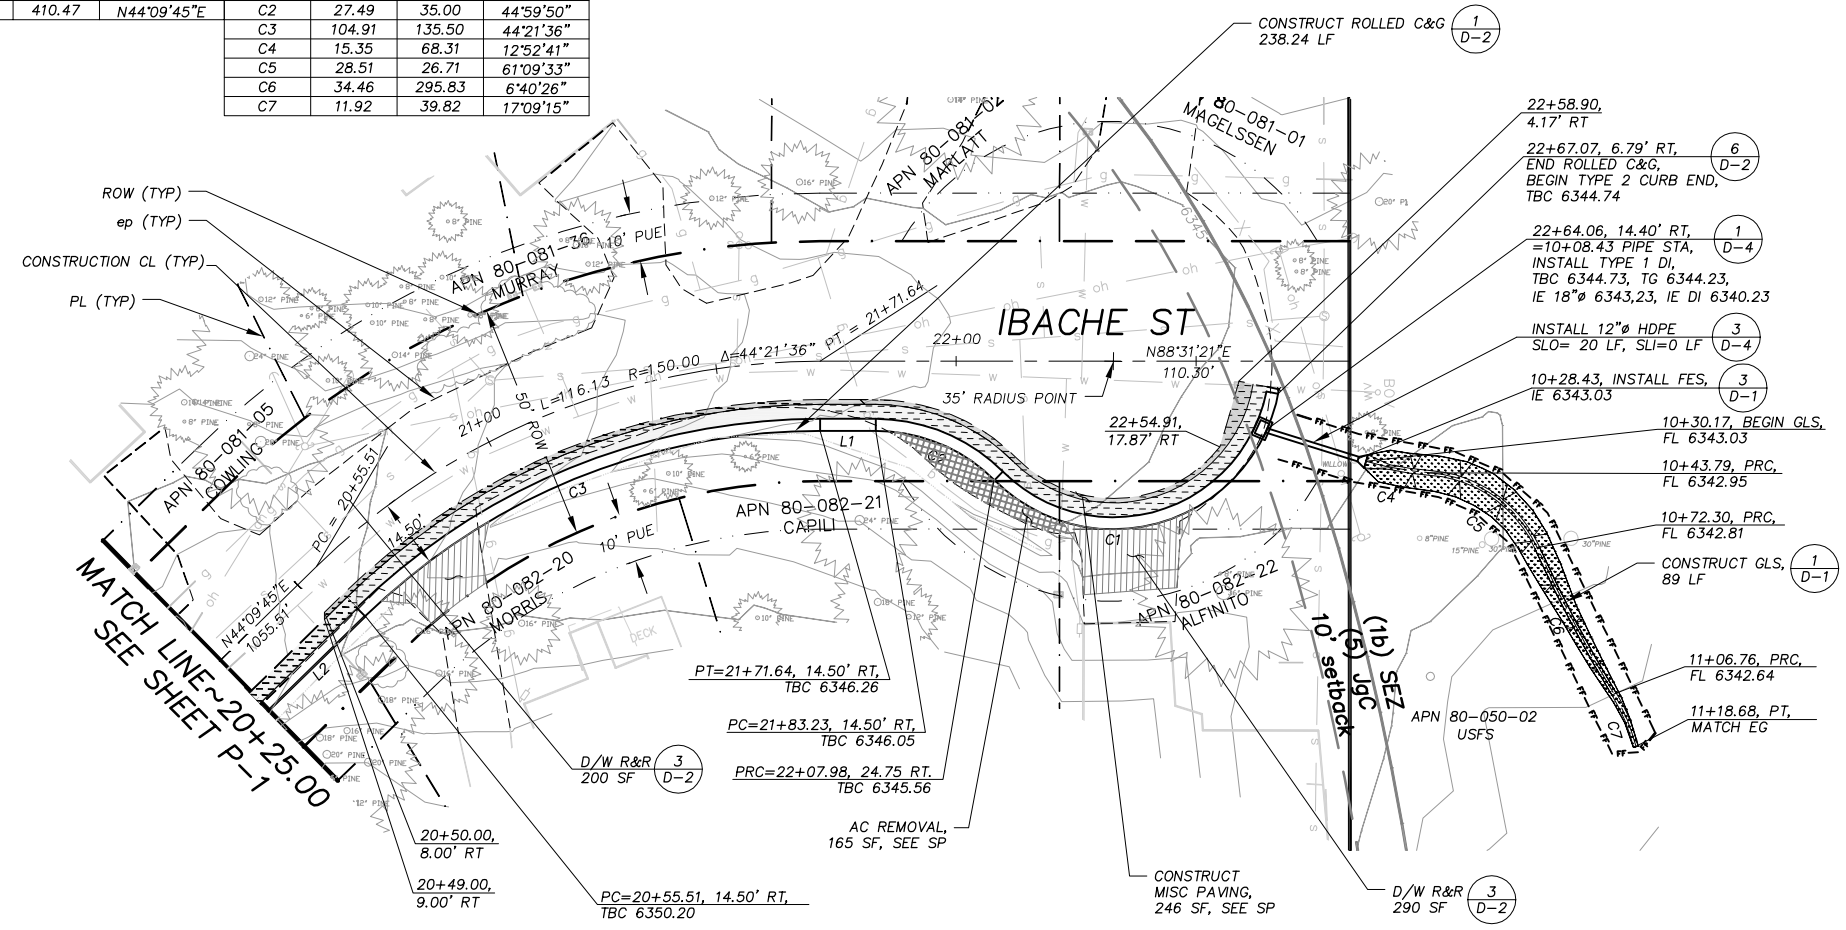 410.47 N44°09'45"E C2 27.49 35.00 44°59'50"
C3 104.91 135.50 44°21'36"
C4 15.35 68.31 12°52'41"
C5 28.51 26.71 61°09'33"
C6 34.46 295.83 6°40'26"
C7 11.92 39.82 17°09'15"
CONSTRUCT ROLLED C&G
238.24 LF
1
D-2
ROW (TYP)
ep (TYP)
CONSTRUCTION CL (TYP)
PL (TYP)
APN 80-081-36
MURRAY
10' PUE
APN 80-081-02
MARLATT
80-081-01
MAGELSSEN
APN 80-081-05
COWLING
22+58.90,
4.17' RT
22+67.07, 6.79' RT,
END ROLLED C&G,
BEGIN TYPE 2 CURB END,
TBC 6344.74
6
D-2
22+64.06, 14.40' RT,
=10+08.43 PIPE STA,
INSTALL TYPE 1 DI,
TBC 6344.73, TG 6344.23,
IE 18"ø 6343.23, IE DI 6340.23
1
D-4
INSTALL 12"ø HDPE
SLO= 20 LF, SLI=0 LF
3
D-4
10+28.43, INSTALL FES,
IE 6343.03
3
D-1
10+30.17, BEGIN GLS,
FL 6343.03
10+43.79, PRC,
FL 6342.95
10+72.30, PRC,
FL 6342.81
CONSTRUCT GLS,
89 LF
1
D-1
11+06.76, PRC,
FL 6342.64
11+18.68, PT,
MATCH EG
IBACHE ST
6345
21+00
L=116.13 R=150.00 Δ=44°21'36" PT = 21+71.64
22+00
N88°31'21"E
110.30'
35' RADIUS POINT
22+54.91,
17.87' RT
50' ROW
PC = 20+55.51
14.50'
N44°09'45"E
1055.51'
L1
L2
C3
C2
C1
C4
C5
C6
C7
10' PUE
APN 80-082-21
CAPILI
APN 80-082-20
MORRIS
APN 80-082-22
ALFINITO
DECK
WILLOW
MATCH LINE~20+25.00
SEE SHEET P-1
(1b) SEZ
(5) JgC
10' setback
APN 80-050-02
USFS
PT=21+71.64, 14.50' RT,
TBC 6346.26
PC=21+83.23, 14.50' RT,
TBC 6346.05
PRC=22+07.98, 24.75 RT.
TBC 6345.56
D/W R&R
200 SF
3
D-2
AC REMOVAL,
165 SF, SEE SP
20+50.00,
8.00' RT
20+49.00,
9.00' RT
PC=20+55.51, 14.50' RT,
TBC 6350.20
CONSTRUCT
MISC PAVING,
246 SF, SEE SP
D/W R&R
290 SF
3
D-2